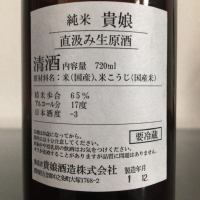 純米 貴娘
直汲み生原酒
清酒 内容量 720ml
原材料名：米（国産）、米こうじ（国産米）
精米歩合 65%
アルコール分 17度
日本酒度 -3
要冷蔵
貴娘酒造株式会社
製造年月
1 12.